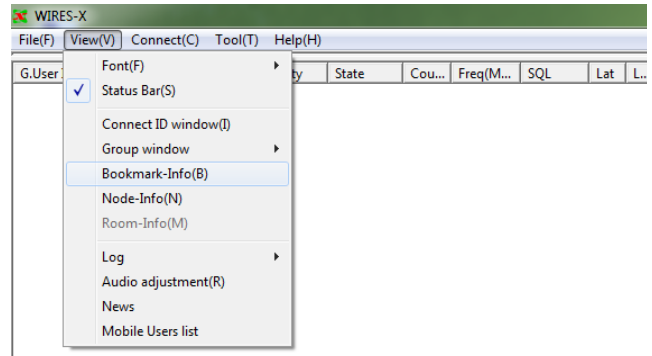 WIRES-X
File(F) View(V) Connect(C) Tool(T) Help(H)
G.User ty State Cou... Freq(M... SQL Lat L...
Font(F)
Status Bar(S)
Connect ID window(I)
Group window
Bookmark-Info(B)
Node-Info(N)
Room-Info(M)
Log
Audio adjustment(R)
News
Mobile Users list